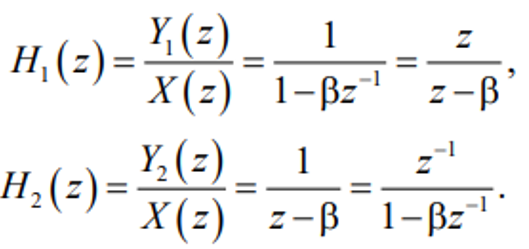 H₁(z) = Y₁(z)/X(z) = 1/(1−βz⁻¹) = z/(z−β),
H₂(z) = Y₂(z)/X(z) = 1/(z−β) = z⁻¹/(1−βz⁻¹).